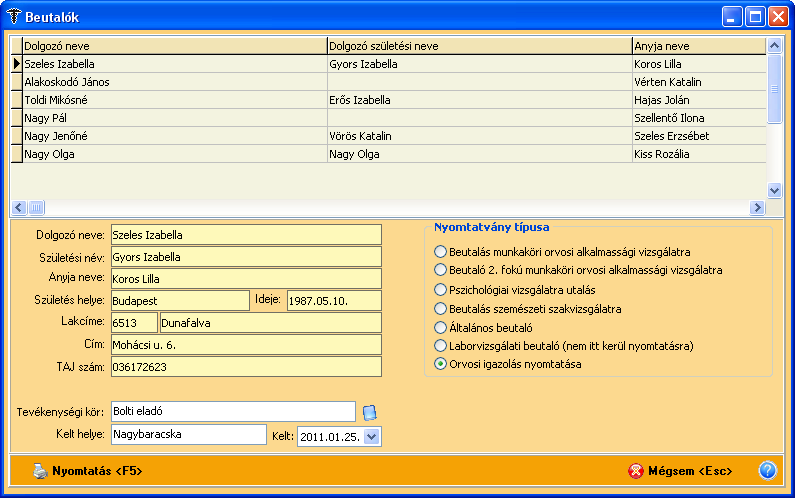 Beutalók
Dolgozó neve Dolgozó születési neve Anyja neve
Szeles Izabella Gyors Izabella Koros Lilla
Alakoskodó János Vérten Katalin
Toldi Mikósné Erős Izabella Hajas Jolán
Nagy Pál Szellentő Ilona
Nagy Jenőné Vörös Katalin Szeles Erzsébet
Nagy Olga Nagy Olga Kiss Rozália
Dolgozó neve: Szeles Izabella
Születési név: Gyors Izabella
Anyja neve: Koros Lilla
Születés helye: Budapest Ideje: 1987.05.10.
Lakcíme: 6513 Dunafalva
Cím: Mohácsi u. 6.
TAJ szám: 036172623
Nyomtatvány típusa
Beutalás munkaköri orvosi alkalmassági vizsgálatra
Beutaló 2. fokú munkaköri orvosi alkalmassági vizsgálatra
Pszichológiai vizsgálatra utalás
Beutalás szemészeti szakvizsgálatra
Általános beutaló
Laborvizsgálati beutaló (nem itt kerül nyomtatásra)
Orvosi igazolás nyomtatása
Tevékenységi kör: Bolti eladó
Kelt helye: Nagybaracska Kelt: 2011.01.25.
Nyomtatás <F5> Mégsem <Esc> ?